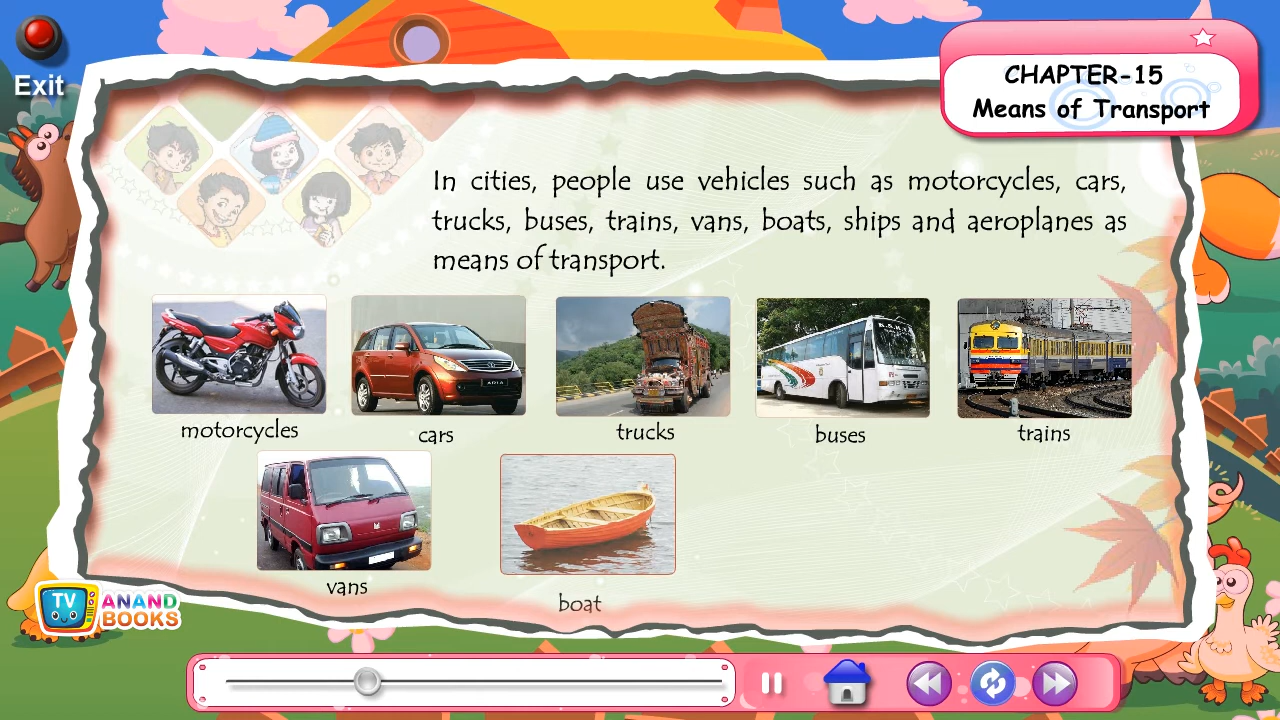 Exit
CHAPTER-15
Means of Transport
In cities, people use vehicles such as motorcycles, cars,
trucks, buses, trains, vans, boats, ships and aeroplanes as
means of transport.
ARIA
motorcycles
cars
trucks
buses
trains
vans
boat
TV
ANAND
BOOKS